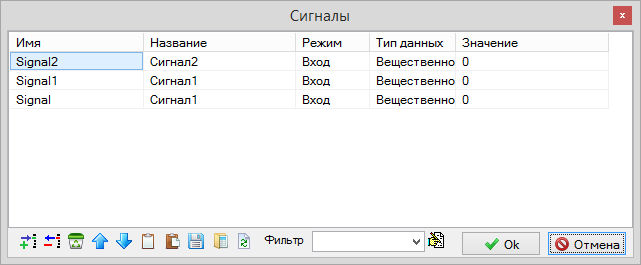 Сигналы
Имя Название Режим Тип данных Значение
Signal2 Сигнал2 Вход Вещественно 0
Signal1 Сигнал1 Вход Вещественно 0
Signal Сигнал1 Вход Вещественно 0
Фильтр Ok Отмена